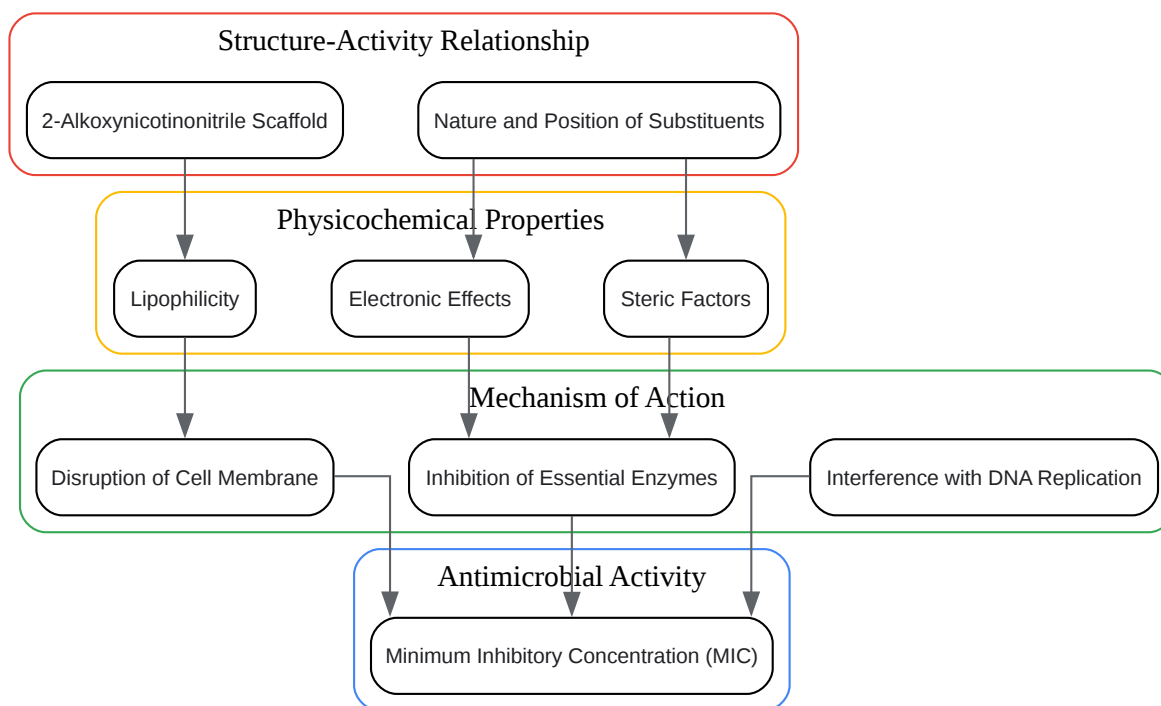 Structure-Activity Relationship
2-Alkoxynicotinonitrile Scaffold
Nature and Position of Substituents
Physicochemical Properties
Lipophilicity
Electronic Effects
Steric Factors
Mechanism of Action
Disruption of Cell Membrane
Inhibition of Essential Enzymes
Interference with DNA Replication
Antimicrobial Activity
Minimum Inhibitory Concentration (MIC)